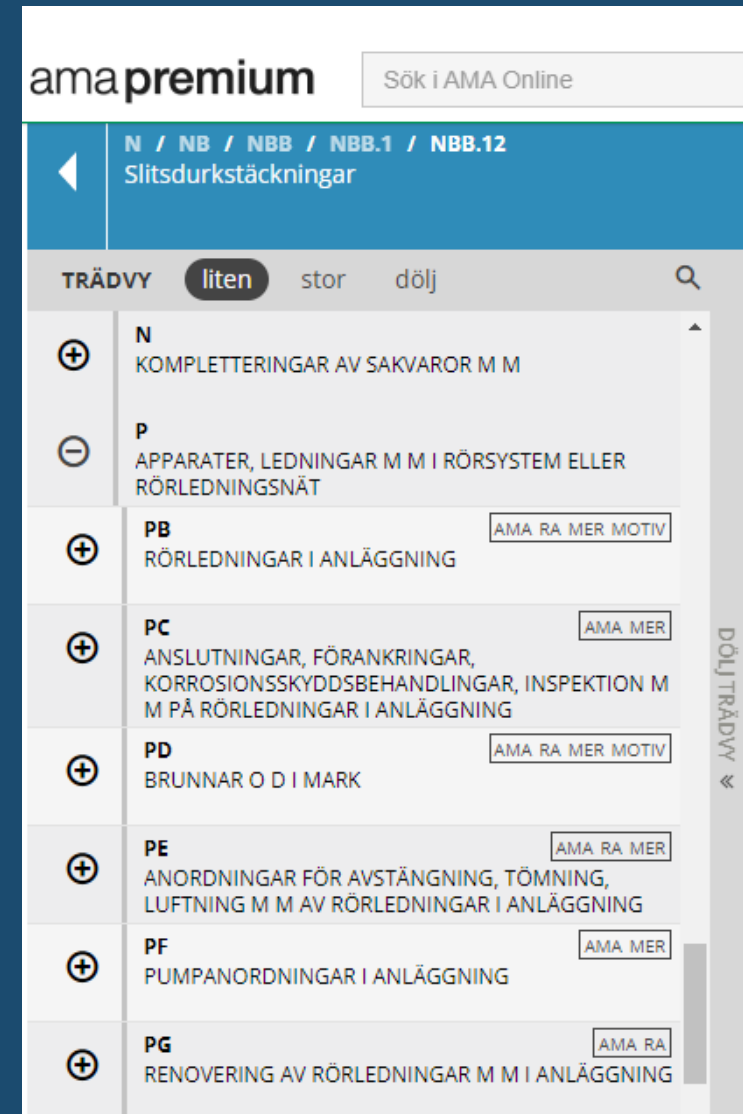 amapremium
Sök i AMA Online
N / NB / NBB / NBB.1 / NBB.12
Slitsdurkstäckningar
TRÄDVY liten stor dölj
N
KOMPLETTERINGAR AV SAKVAROR M M
P
APPARATER, LEDNINGAR M M I RÖRSYSTEM ELLER
RÖRLEDNINGSNÄT
PB AMA RA MER MOTIV
RÖRLEDNINGAR I ANLÄGGNING
PC AMA MER
ANSLUTNINGAR, FÖRANKRINGAR,
KORROSIONSSKYDDSBEHANDLINGAR, INSPEKTION M
M PÅ RÖRLEDNINGAR I ANLÄGGNING
PD AMA RA MER MOTIV
BRUNNAR O D I MARK
PE AMA RA MER
ANORDNINGAR FÖR AVSTÄNGNING, TÖMNING,
LUFTNING M M AV RÖRLEDNINGAR I ANLÄGGNING
PF AMA MER
PUMPANORDNINGAR I ANLÄGGNING
PG AMA RA
RENOVERING AV RÖRLEDNINGAR M M I ANLÄGGNING
DÖLJ TRÄDVY «